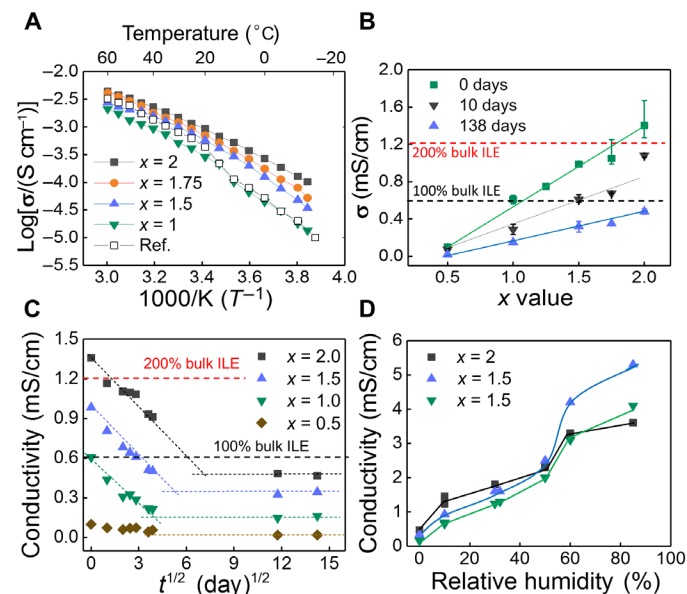 A
Temperature (°C)
60 40 20 0 −20
−2.0
−2.5
−3.0
−3.5
−4.0
−4.5
−5.0
−5.5
Log[σ/(S cm⁻¹)]
x = 2
x = 1.75
x = 1.5
x = 1
Ref.
3.0 3.2 3.4 3.6 3.8 4.0
1000/K (T⁻¹)
B
2.0
1.6
1.2
0.8
0.4
0.0
σ (mS/cm)
0 days
10 days
138 days
200% bulk ILE
100% bulk ILE
0.5 1.0 1.5 2.0
x value
C
1.5
1.2
0.9
0.6
0.3
0.0
Conductivity (mS/cm)
200% bulk ILE
x = 2.0
x = 1.5
x = 1.0
x = 0.5
100% bulk ILE
0 3 6 9 12 15
t¹ᐟ² (day)¹ᐟ²
D
6
5
4
3
2
1
0
Conductivity (mS/cm)
x = 2
x = 1.5
x = 1.5
0 20 40 60 80 100
Relative humidity (%)